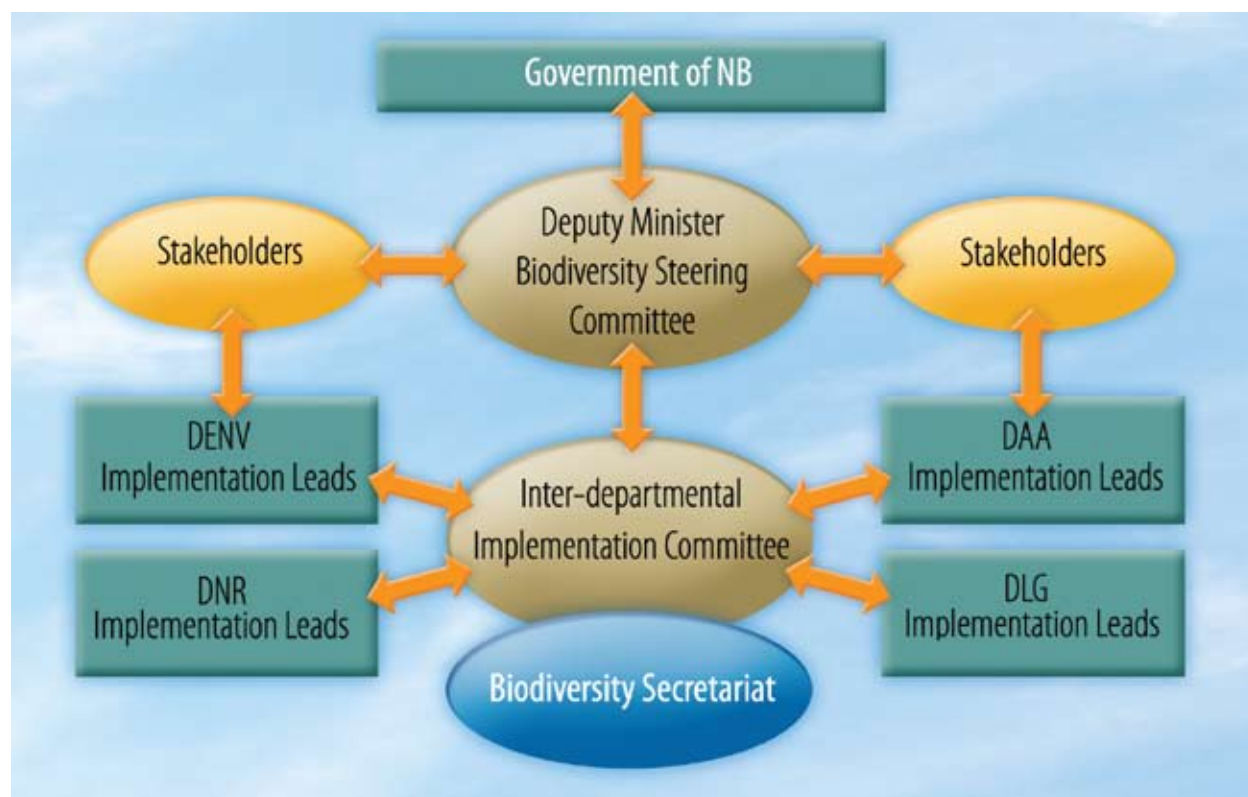 Government of NB
Stakeholders
Deputy Minister
Biodiversity Steering
Committee
Stakeholders
DENV
Implementation Leads
Inter-departmental
Implementation Committee
DAA
Implementation Leads
DNR
Implementation Leads
DLG
Implementation Leads
Biodiversity Secretariat